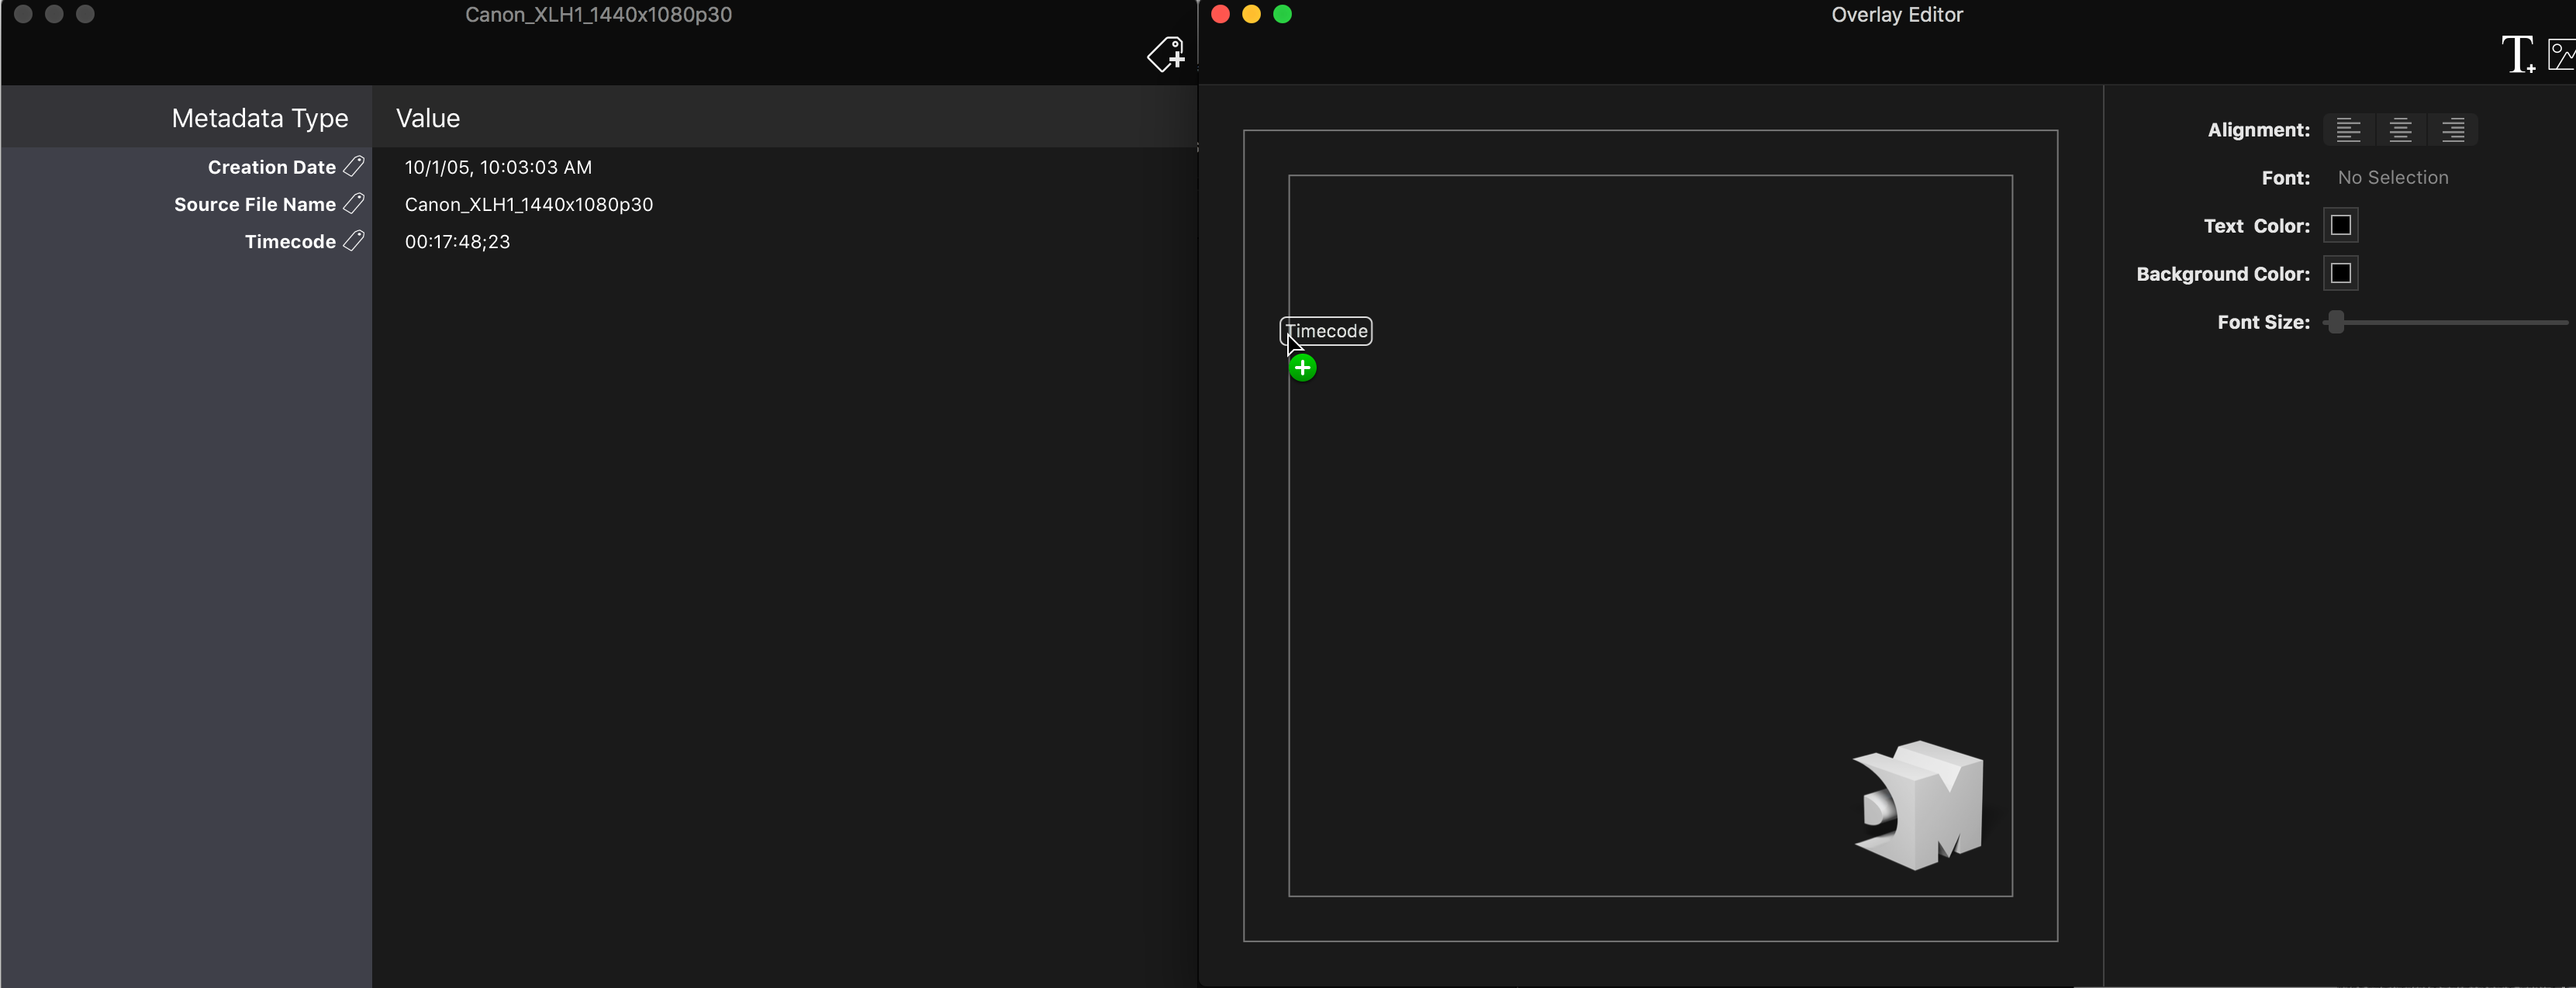 Canon_XLH1_1440x1080p30
Metadata Type Value
Creation Date 10/1/05, 10:03:03 AM
Source File Name Canon_XLH1_1440x1080p30
Timecode 00:17:48;23
Overlay Editor
T
Timecode
M
Alignment:
Font: No Selection
Text Color:
Background Color:
Font Size: